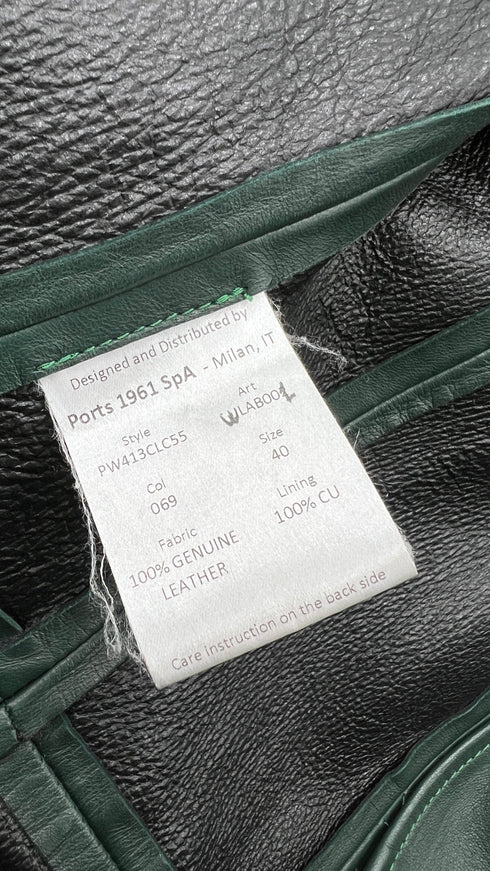 Designed and Distributed by
Ports 1961 SpA - Milan, IT
Style
PW413CLC55
Art
WLAB001
Col
069
Size
40
Fabric
100% GENUINE
LEATHER
Lining
100% CU
Care instruction on the back side